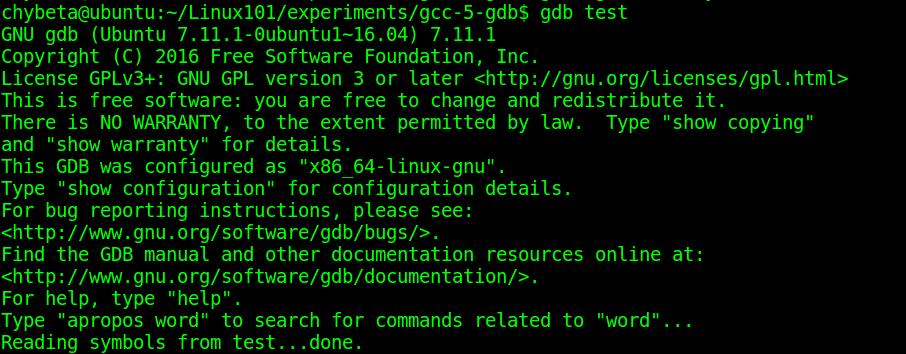 chybeta@ubuntu:~/Linux101/experiments/gcc-5-gdb$ gdb test
GNU gdb (Ubuntu 7.11.1-0ubuntu1~16.04) 7.11.1
Copyright (C) 2016 Free Software Foundation, Inc.
License GPLv3+: GNU GPL version 3 or later <http://gnu.org/licenses/gpl.html>
This is free software: you are free to change and redistribute it.
There is NO WARRANTY, to the extent permitted by law.  Type "show copying"
and "show warranty" for details.
This GDB was configured as "x86_64-linux-gnu".
Type "show configuration" for configuration details.
For bug reporting instructions, please see:
<http://www.gnu.org/software/gdb/bugs/>.
Find the GDB manual and other documentation resources online at:
<http://www.gnu.org/software/gdb/documentation/>.
For help, type "help".
Type "apropos word" to search for commands related to "word"...
Reading symbols from test...done.